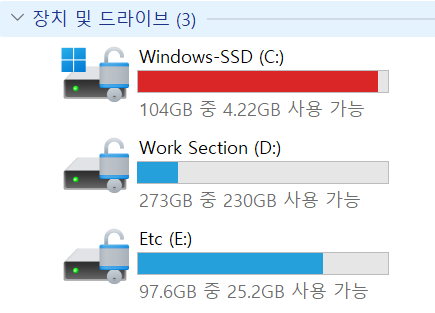 장치 및 드라이브 (3)
Windows-SSD (C:)
104GB 중 4.22GB 사용 가능
Work Section (D:)
273GB 중 230GB 사용 가능
Etc (E:)
97.6GB 중 25.2GB 사용 가능